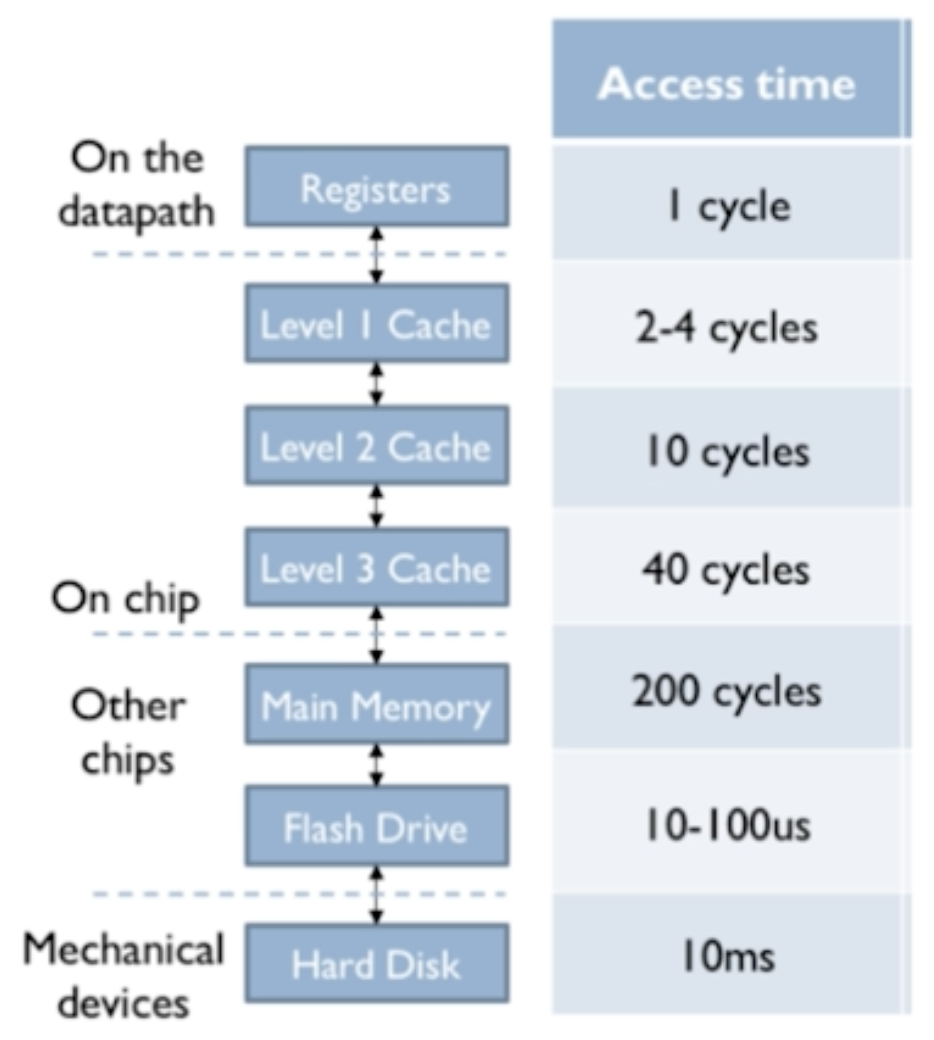 Access time
On the
datapath
Registers
1 cycle
Level 1 Cache
2-4 cycles
Level 2 Cache
10 cycles
Level 3 Cache
40 cycles
On chip
Main Memory
200 cycles
Other
chips
Flash Drive
10-100us
Mechanical
devices
Hard Disk
10ms